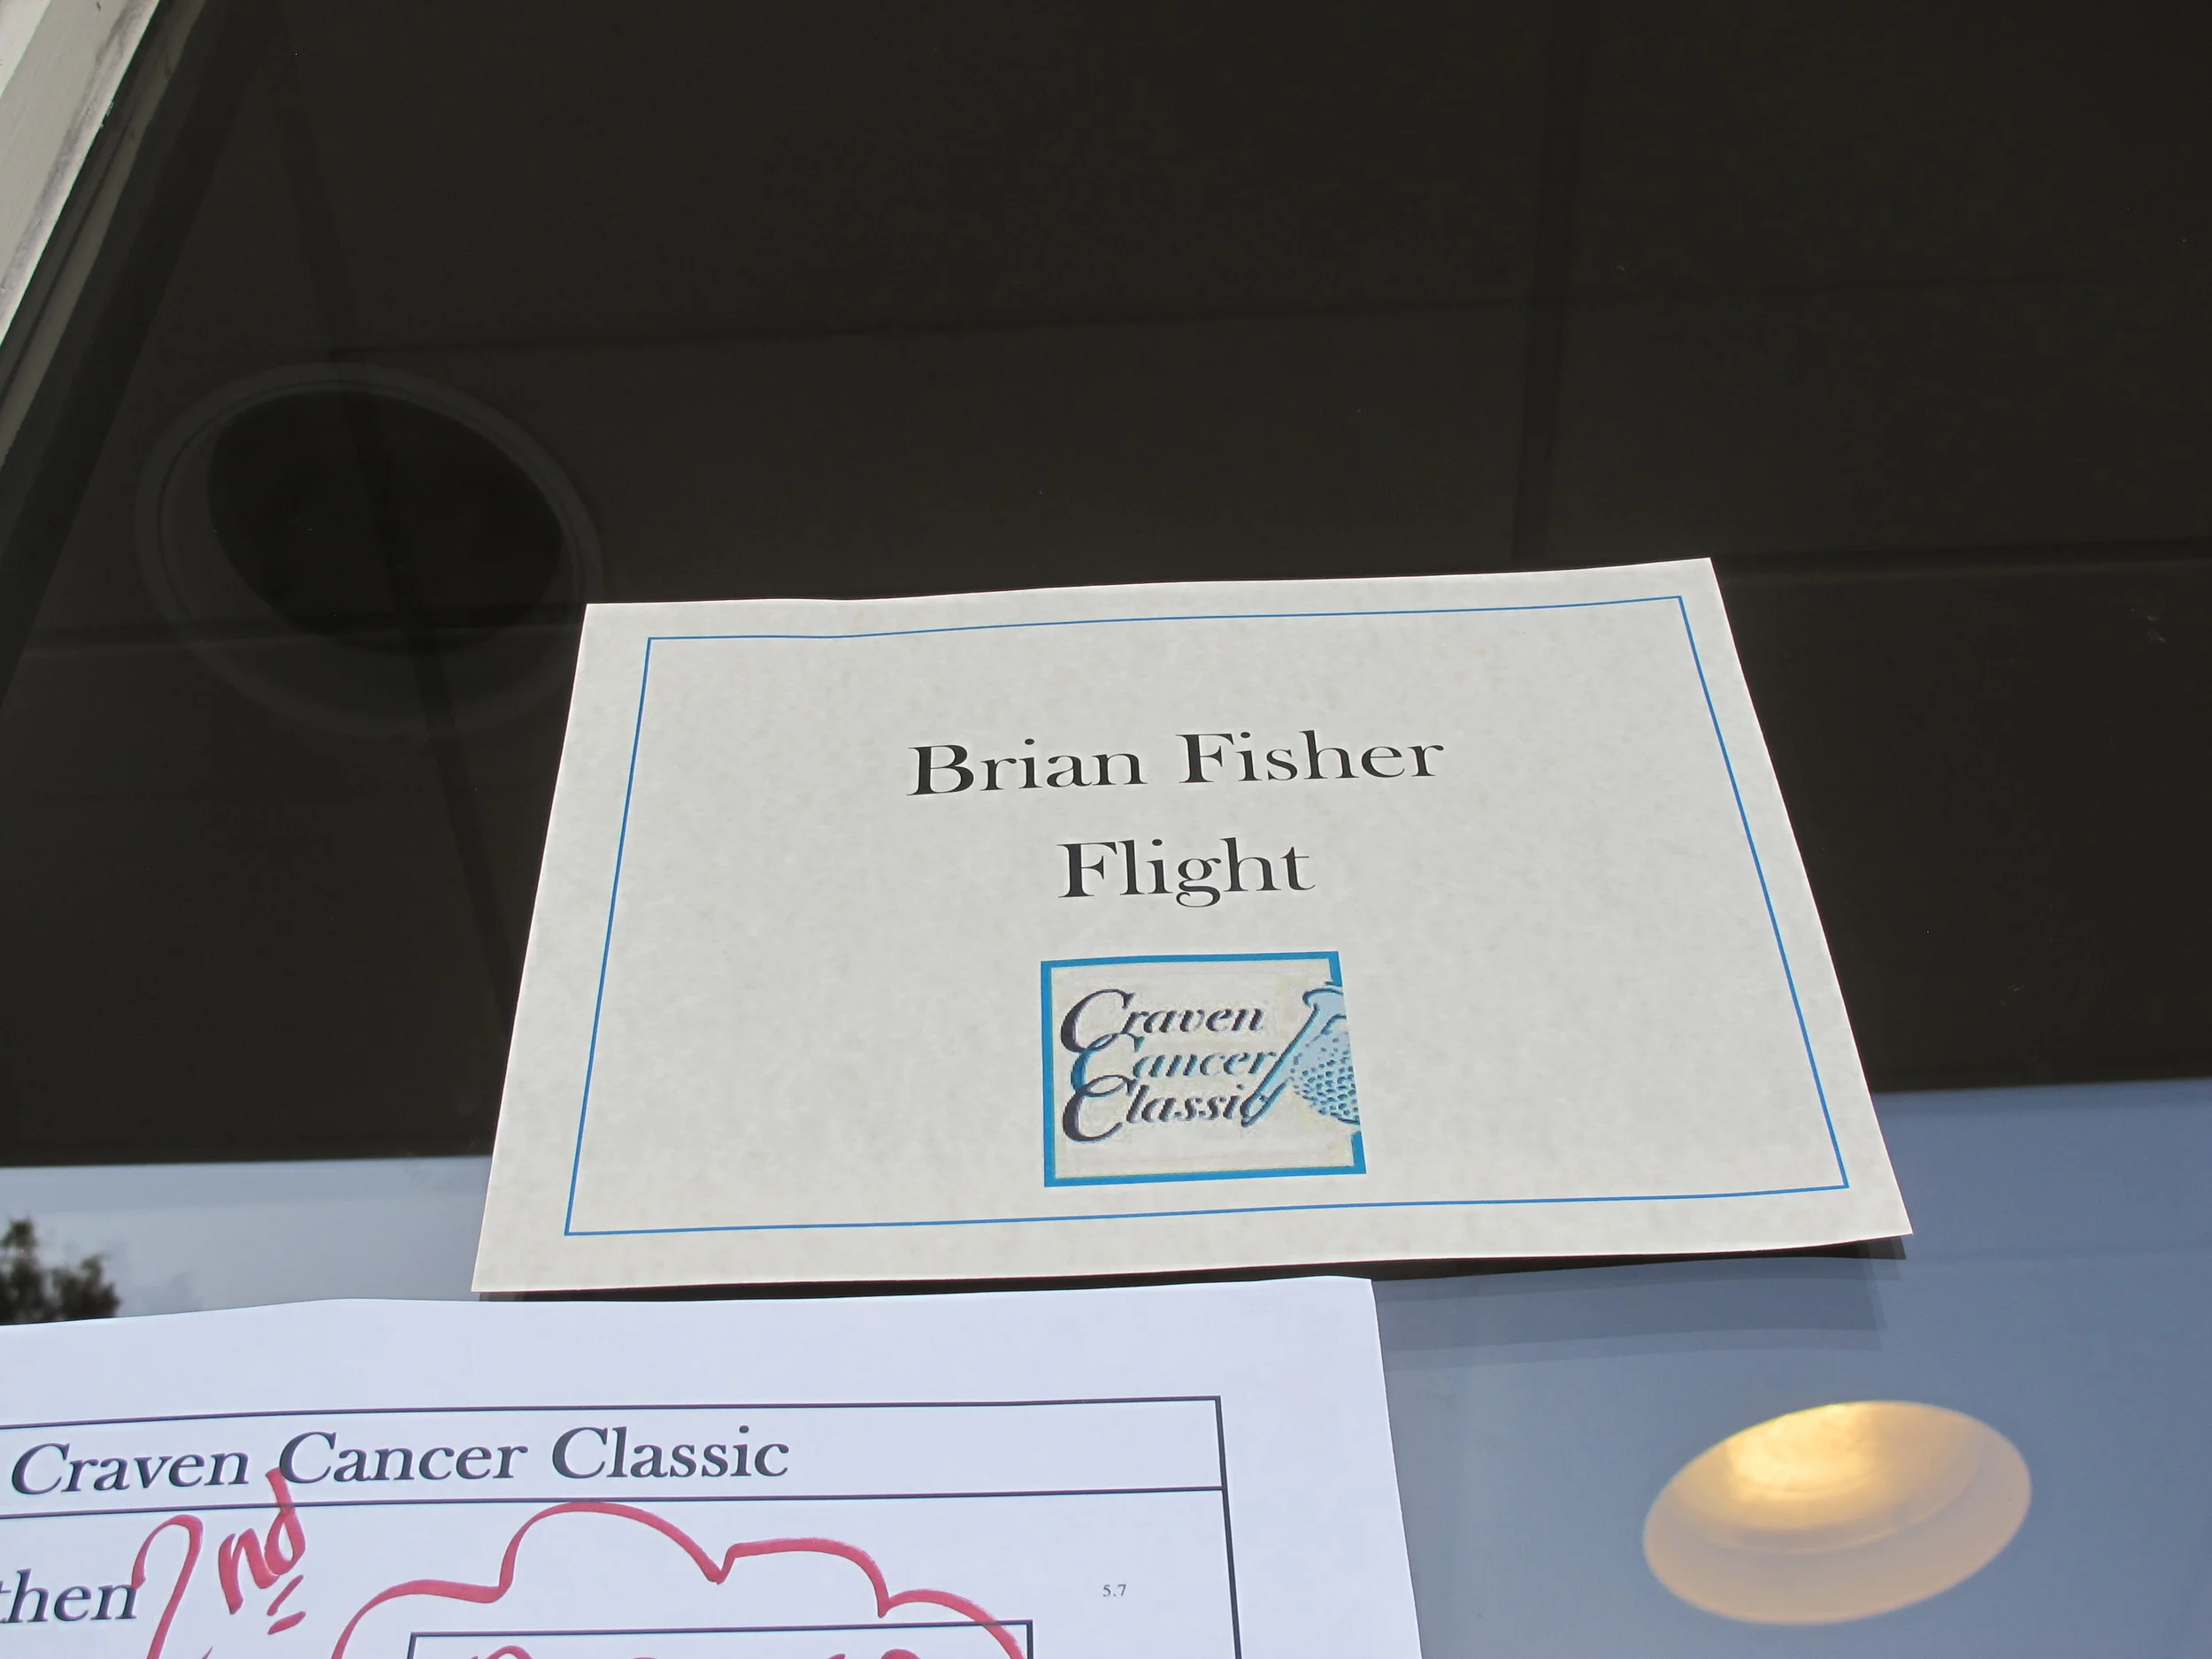 Brian Fisher
Flight
Craven
Cancer
Classic
Craven Cancer Classic
then
2nd
5.7